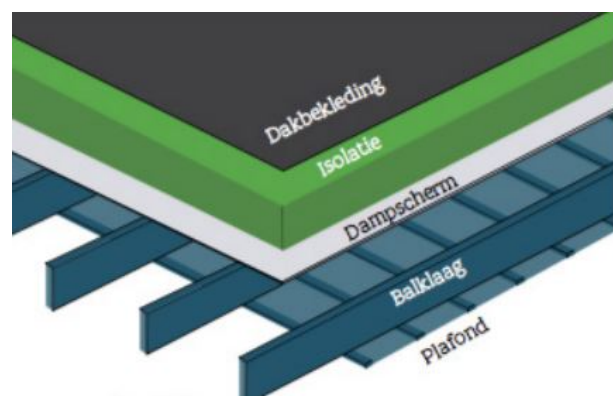 Dakbekleding
Isolatie
Dampscherm
Balklaag
Plafond